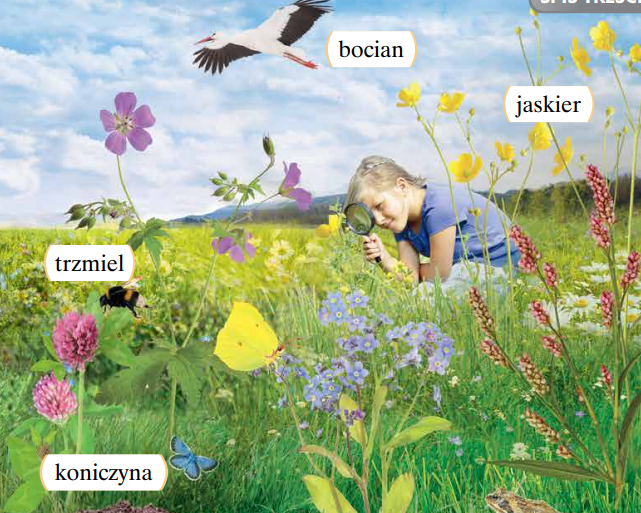 bocian
jaskier
trzmiel
koniczyna